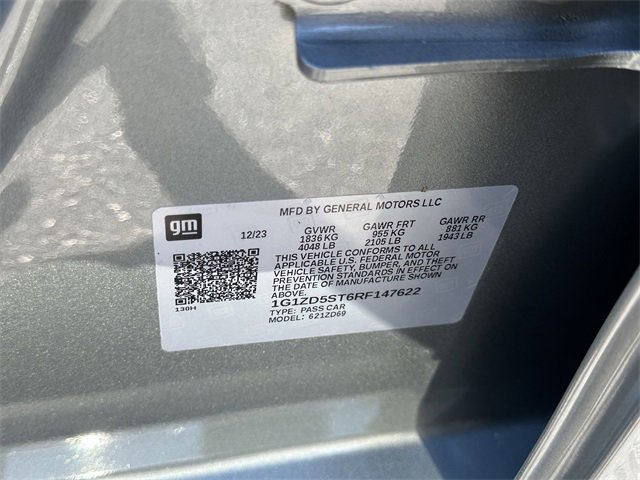 gm
MFD BY GENERAL MOTORS LLC
12/23 GVWR GAWR FRT GAWR RR
1836 KG 955 KG 881 KG
4048 LB 2105 LB 1943 LB
THIS VEHICLE CONFORMS TO ALL
APPLICABLE U.S. FEDERAL MOTOR
VEHICLE SAFETY, BUMPER, AND THEFT
PREVENTION STANDARDS IN EFFECT ON
THE DATE OF MANUFACTURE SHOWN
ABOVE.
1G1ZD5ST6RF147622
TYPE: PASS CAR
MODEL: 621ZD69
130H